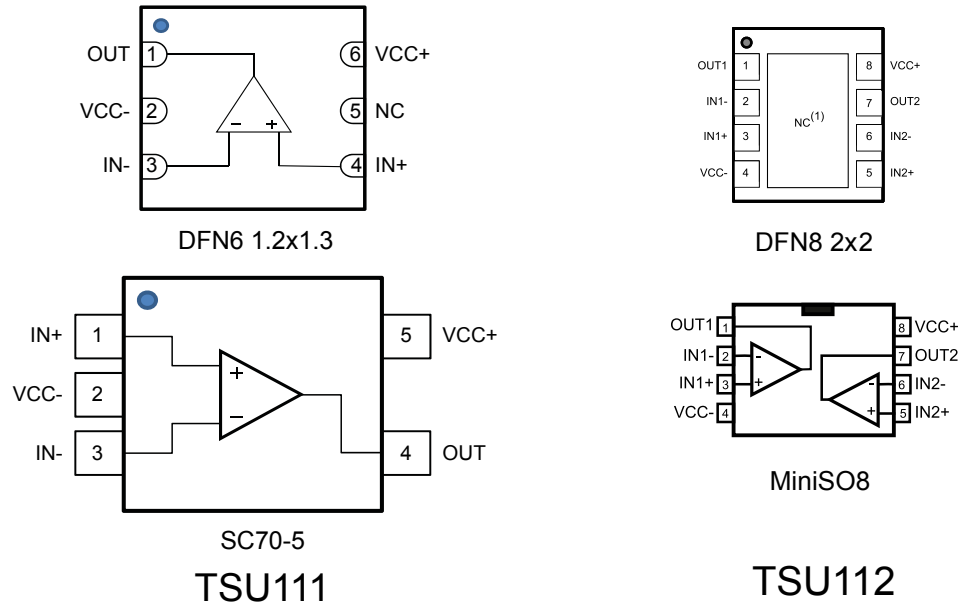 OUT 1 6 VCC+
VCC- 2 5 NC
IN- 3 4 IN+
- +
DFN6 1.2x1.3
OUT1 1 8 VCC+
IN1- 2 7 OUT2
NC(1)
IN1+ 3 6 IN2-
VCC- 4 5 IN2+
DFN8 2x2
IN+ 1 5 VCC+
+
VCC- 2
−
IN- 3 4 OUT
SC70-5
TSU111
OUT1 1 8 VCC+
IN1- 2 - 7 OUT2
IN1+ 3 + - 6 IN2-
VCC- 4 + 5 IN2+
MiniSO8
TSU112